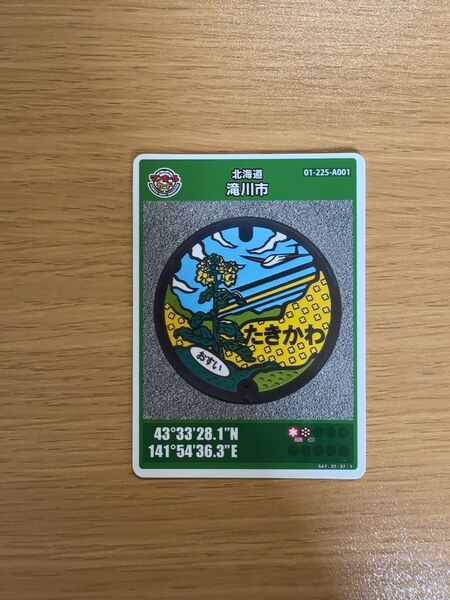 北海道
滝川市
01-225-A001
たきかわ
おすい
43°33'28.1"N
141°54'36.3"E